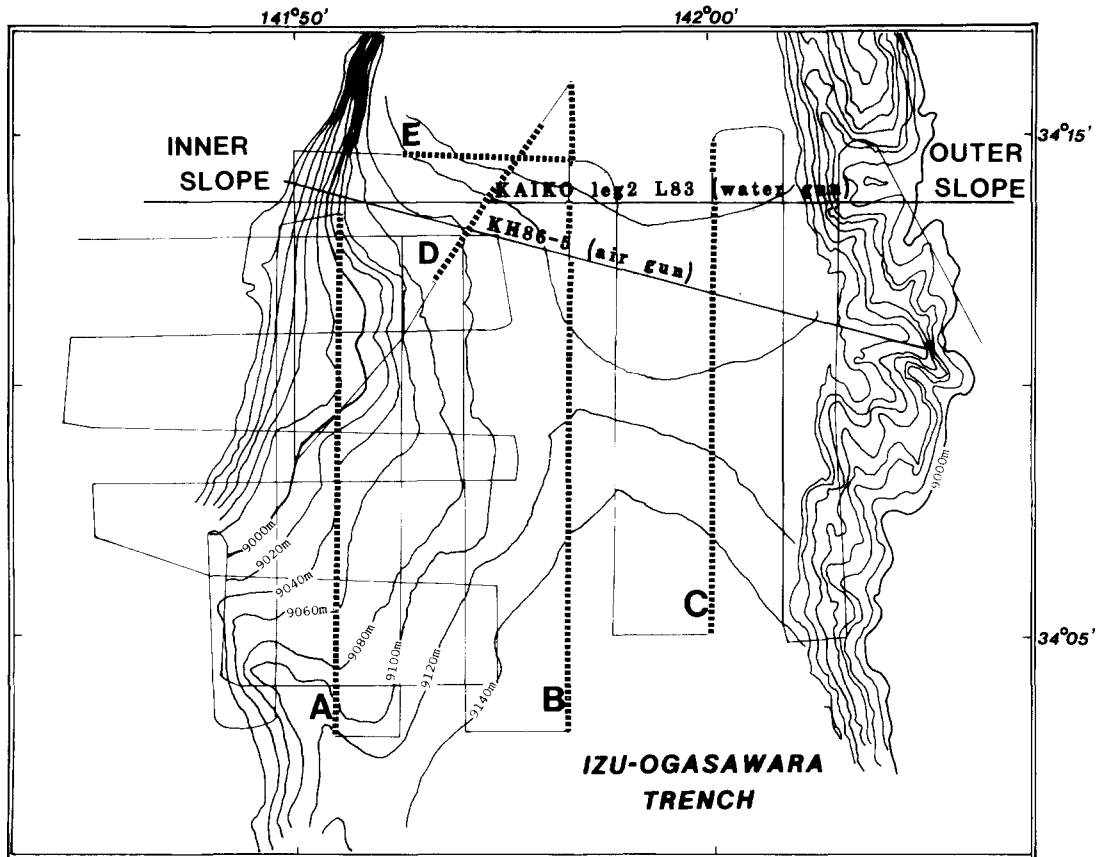 141°50'
142°00'
34°15'
INNER
SLOPE
E
OUTER
SLOPE
KAIKO leg2 L83 (water gun)
KH86-5 (air gun)
D
9000m
9000m
9020m
9040m
9060m
C
34°05'
9080m
9100m
9120m
9140m
A
B
IZU-OGASAWARA
TRENCH